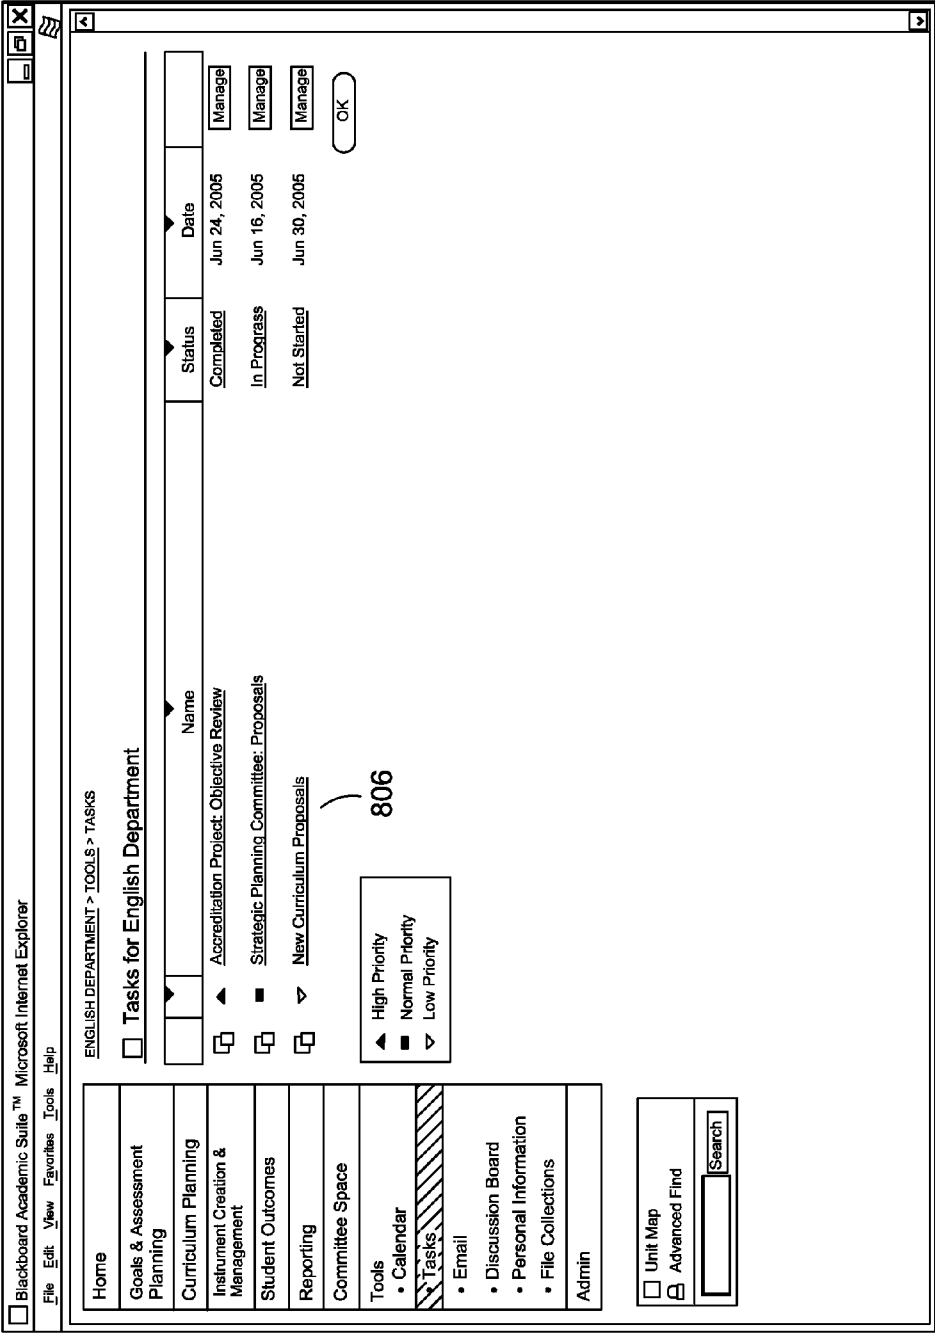 Blackboard Academic Suite™ Microsoft Internet Explorer
File Edit View Favorites Tools Help
Home
Goals & Assessment
Planning
Curriculum Planning
Instrument Creation &
Management
Student Outcomes
Reporting
Committee Space
Tools
• Calendar
• Tasks
• Email
• Discussion Board
• Personal Information
• File Collections
Admin
Unit Map
Advanced Find
Search
ENGLISH DEPARTMENT > TOOLS > TASKS
Tasks for English Department
Name Status Date
Accreditation Project: Objective Review Completed Jun 24, 2005 Manage
Strategic Planning Committee: Proposals In Prograss Jun 16, 2005 Manage
New Curriculum Proposals Not Started Jun 30, 2005 Manage
OK
806
High Priority
Normal Priority
Low Priority